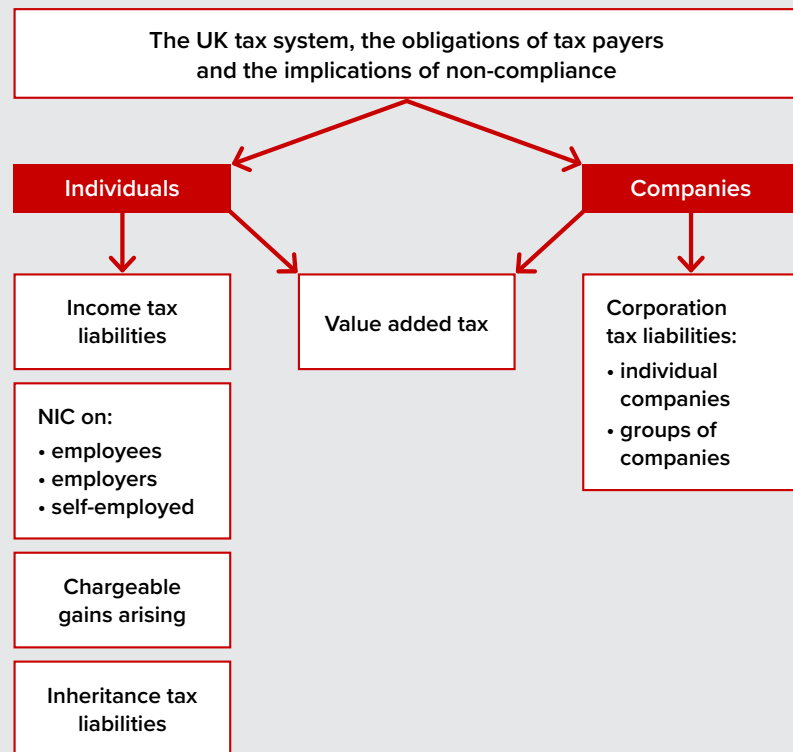 The UK tax system, the obligations of tax payers
and the implications of non-compliance
Individuals
Companies
Income tax
liabilities
Value added tax
Corporation
tax liabilities:
• individual
companies
• groups of
companies
NIC on:
• employees
• employers
• self-employed
Chargeable
gains arising
Inheritance tax
liabilities